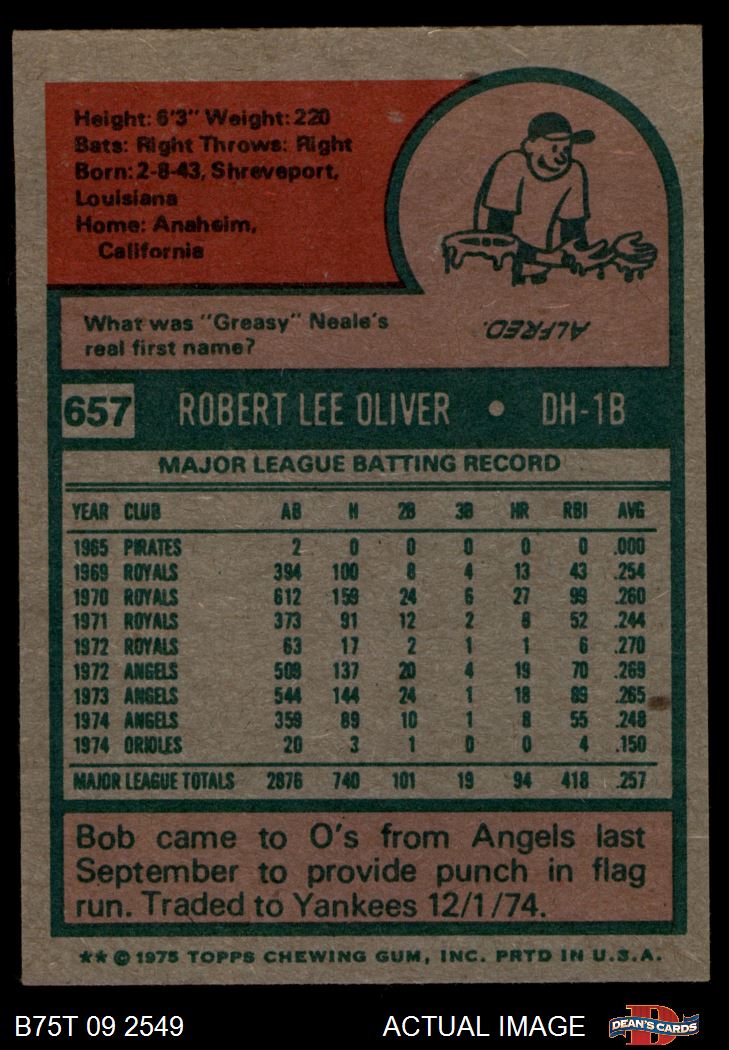 Height: 6'3" Weight: 220
Bats: Right Throws: Right
Born: 2-8-43, Shreveport,
Louisiana
Home: Anaheim,
California
What was "Greasy" Neale's
real first name?
ALFRED.
657 ROBERT LEE OLIVER • DH-1B
MAJOR LEAGUE BATTING RECORD
YEAR CLUB AB H 2B 3B HR RBI AVG
1965 PIRATES 2 0 0 0 0 0 .000
1969 ROYALS 394 100 8 4 13 43 .254
1970 ROYALS 612 159 24 6 27 99 .260
1971 ROYALS 373 91 12 2 8 52 .244
1972 ROYALS 63 17 2 1 1 6 .270
1972 ANGELS 509 137 20 4 19 70 .269
1973 ANGELS 544 144 24 1 18 89 .265
1974 ANGELS 359 89 10 1 8 55 .248
1974 ORIOLES 20 3 1 0 0 4 .150
MAJOR LEAGUE TOTALS 2876 740 101 19 94 418 .257
Bob came to O's from Angels last
September to provide punch in flag
run. Traded to Yankees 12/1/74.
** © 1975 TOPPS CHEWING GUM, INC. PRTD IN U.S.A.
B75T 09 2549 ACTUAL IMAGE D DEAN'S CARDS